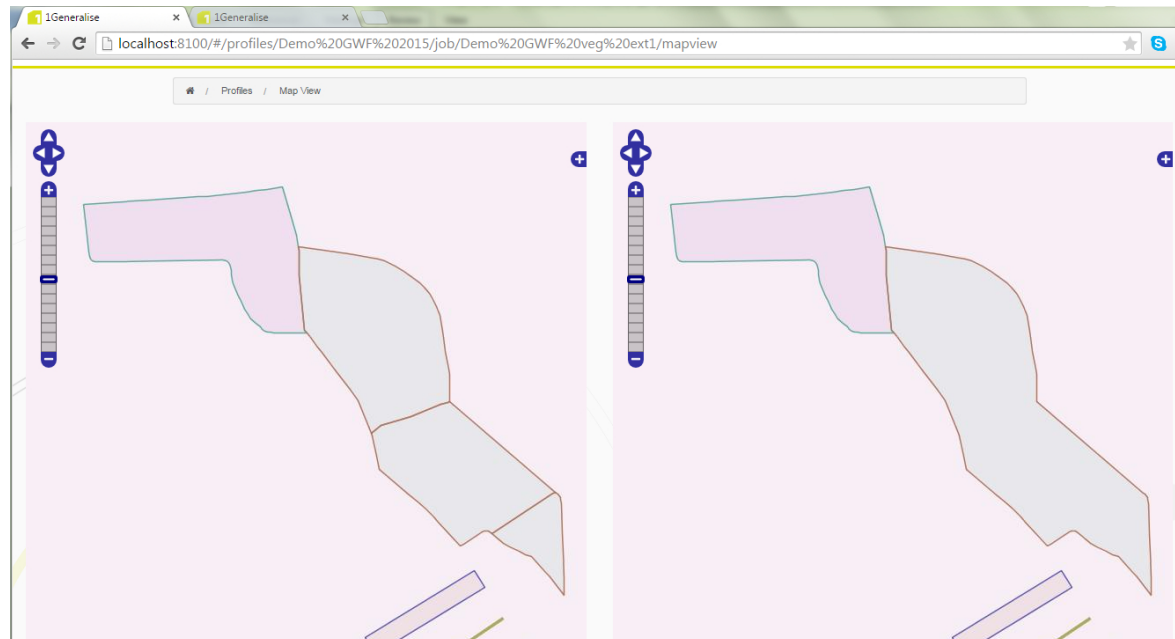 1Generalise × 1Generalise ×
localhost:8100/#/profiles/Demo%20GWF%202015/job/Demo%20GWF%20veg%20ext1/mapview
/ Profiles / Map View